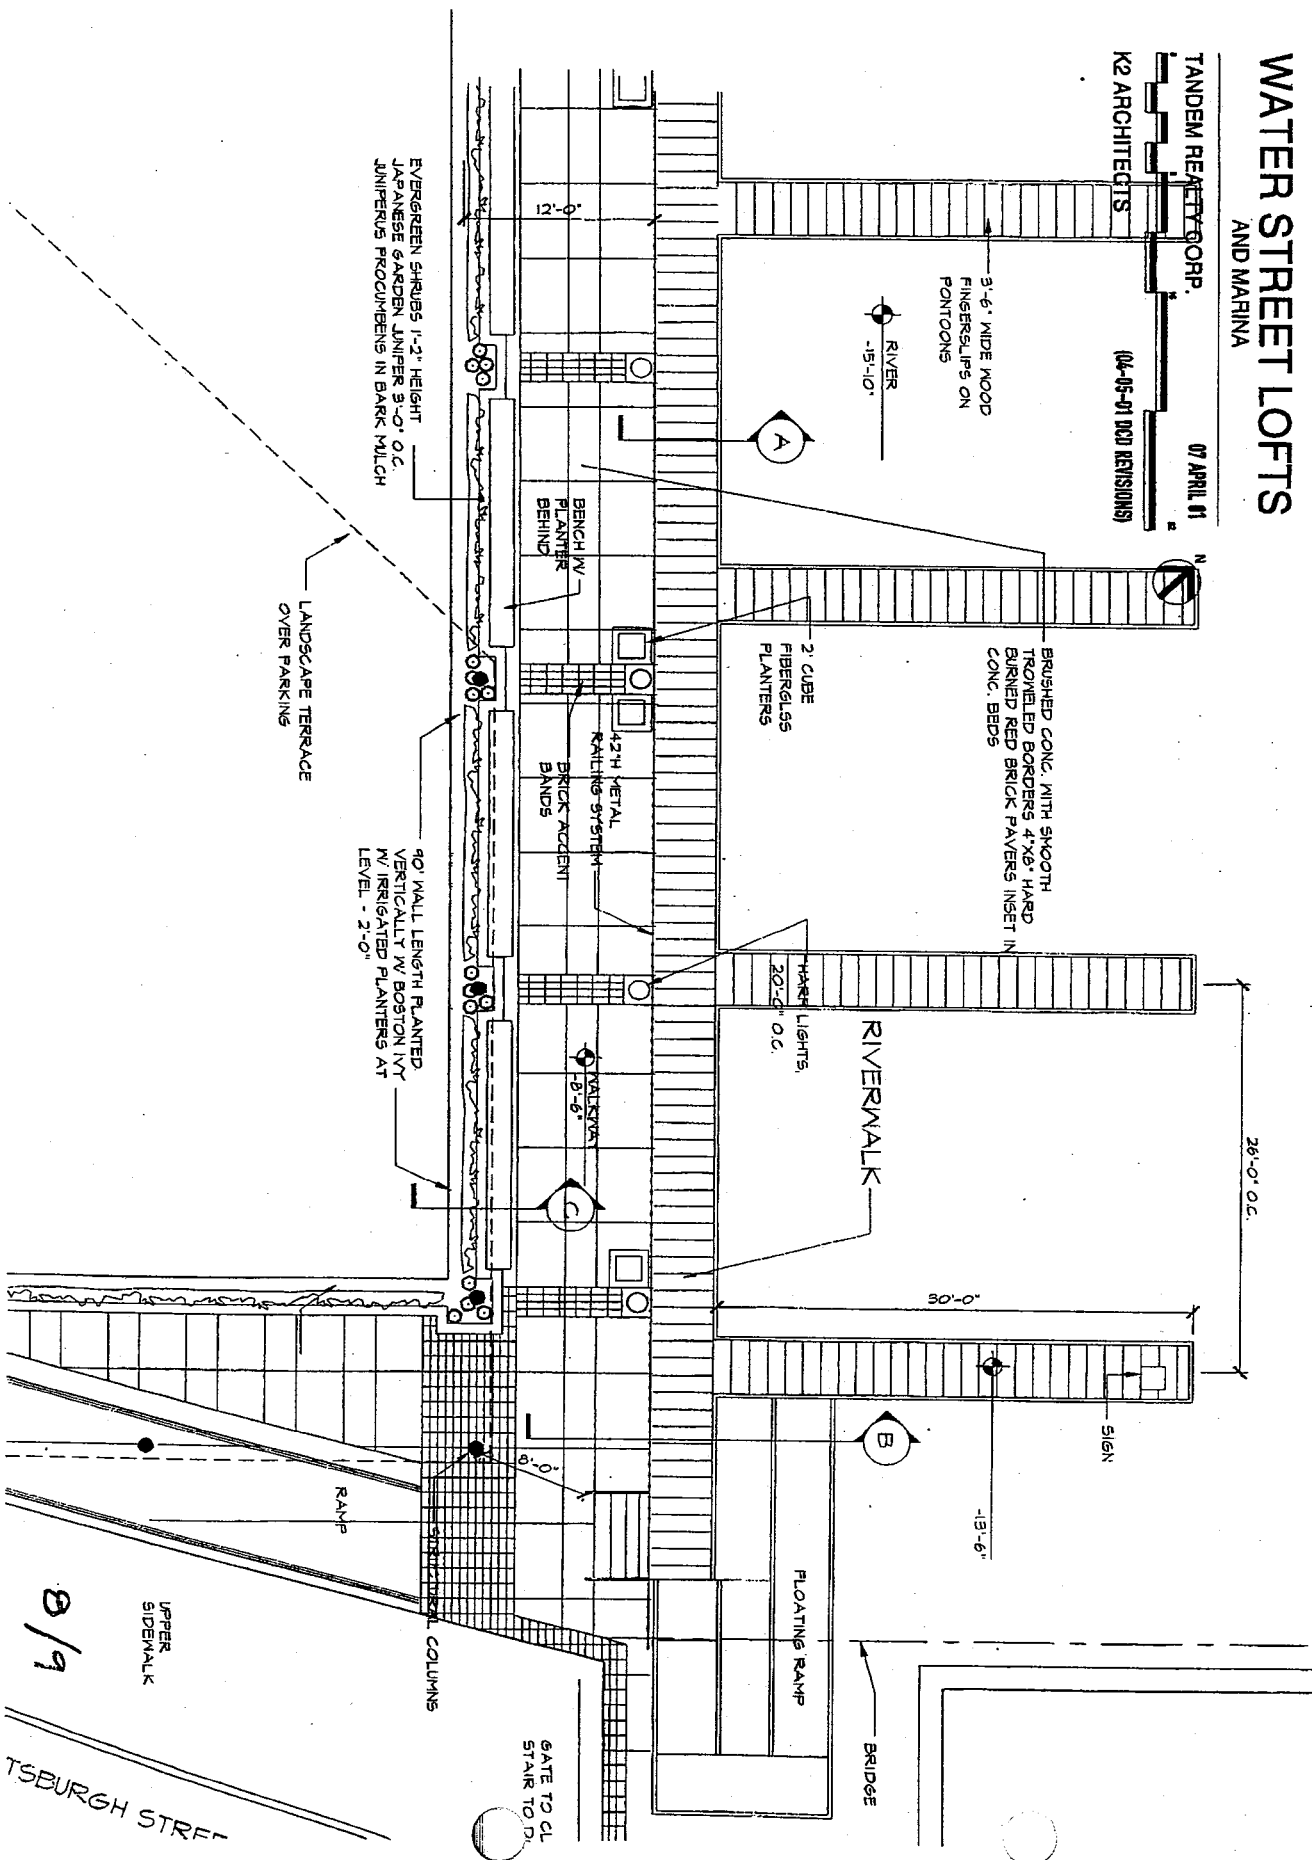 WATER STREET LOFTS
AND MARINA
TANDEM REALTY CORP.
07 APRIL 01
K2 ARCHITECTS
(04-05-01 DCD REVISIONS)
N
3'-6" WIDE WOOD
FINGERSLIPS ON
PONTOONS
RIVER
-15'-10"
A
BRUSHED CONC. WITH SMOOTH
TROWELED BORDERS 4"X8" HARD
BURNED RED BRICK PAVERS INSET IN
CONC. BEDS
2' CUBE
FIBERGLSS
PLANTERS
HARP LIGHTS,
20'-0" O.C.
RIVERWALK
26'-0" O.C.
30'-0"
SIGN
B
-13'-6"
FLOATING RAMP
BRIDGE
12'-0"
BENCH W/
PLANTER
BEHIND
42"H METAL
RAILING SYSTEM
BRICK ACCENT
BANDS
WALKWAY
-8'-6"
C
8'-0"
EVERGREEN SHRUBS 1'-2" HEIGHT
JAPANESE GARDEN JUNIPER 3'-0" O.C.
JUNIPERUS PROCUMBENS IN BARK MULCH
LANDSCAPE TERRACE
OVER PARKING
90' WALL LENGTH PLANTED
VERTICALLY W/ BOSTON IVY
W/ IRRIGATED PLANTERS AT
LEVEL - 2'-0"
STRUCTURAL COLUMNS
GATE TO CL
STAIR TO D
RAMP
UPPER
SIDEWALK
8/9
TSBURGH STREE